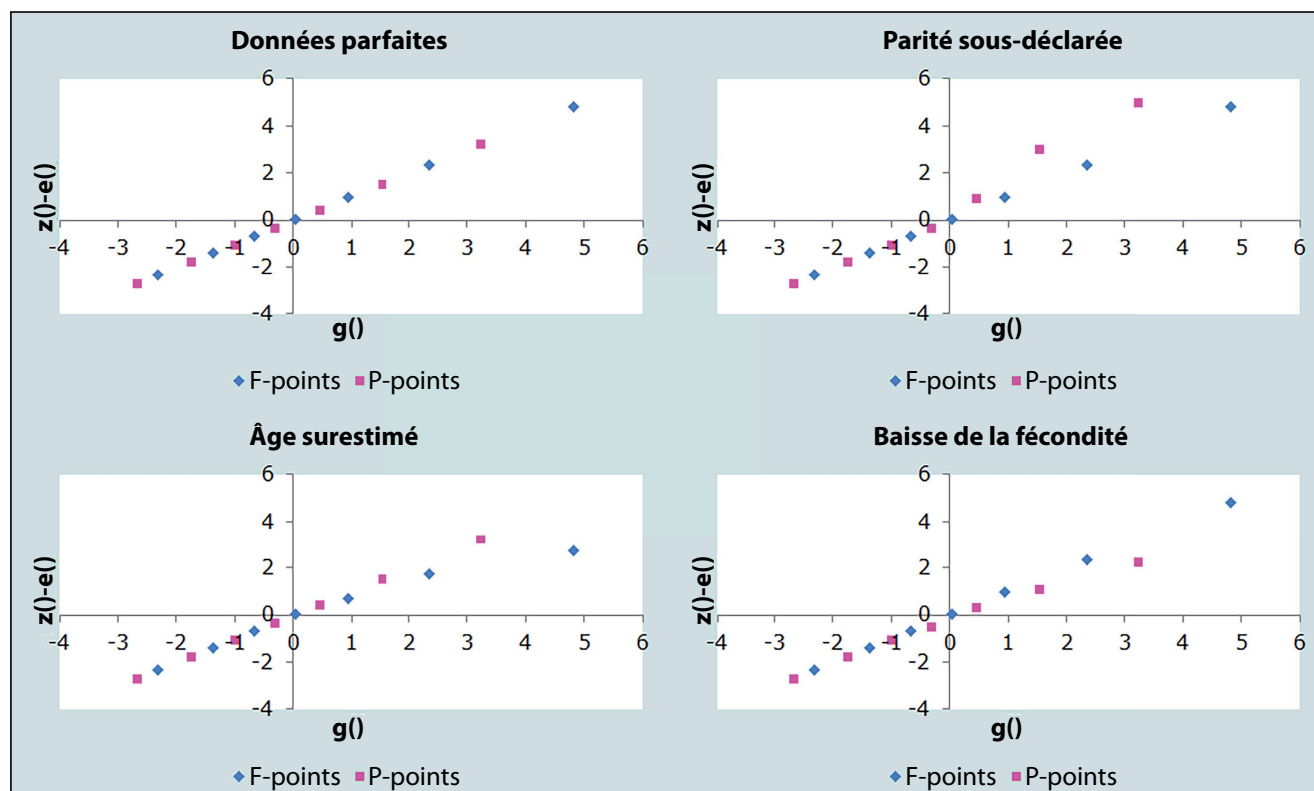 Données parfaites
6
4
2
0
-4 -3 -2 -1 0 1 2 3 4 5 6
-2
-4
z()-e()
g()
F-points P-points
Parité sous-déclarée
6
4
2
0
-4 -3 -2 -1 0 1 2 3 4 5 6
-2
-4
z()-e()
g()
F-points P-points
Âge surestimé
6
4
2
0
-4 -3 -2 -1 0 1 2 3 4 5 6
-2
-4
z()-e()
g()
F-points P-points
Baisse de la fécondité
6
4
2
0
-4 -3 -2 -1 0 1 2 3 4 5 6
-2
-4
z()-e()
g()
F-points P-points